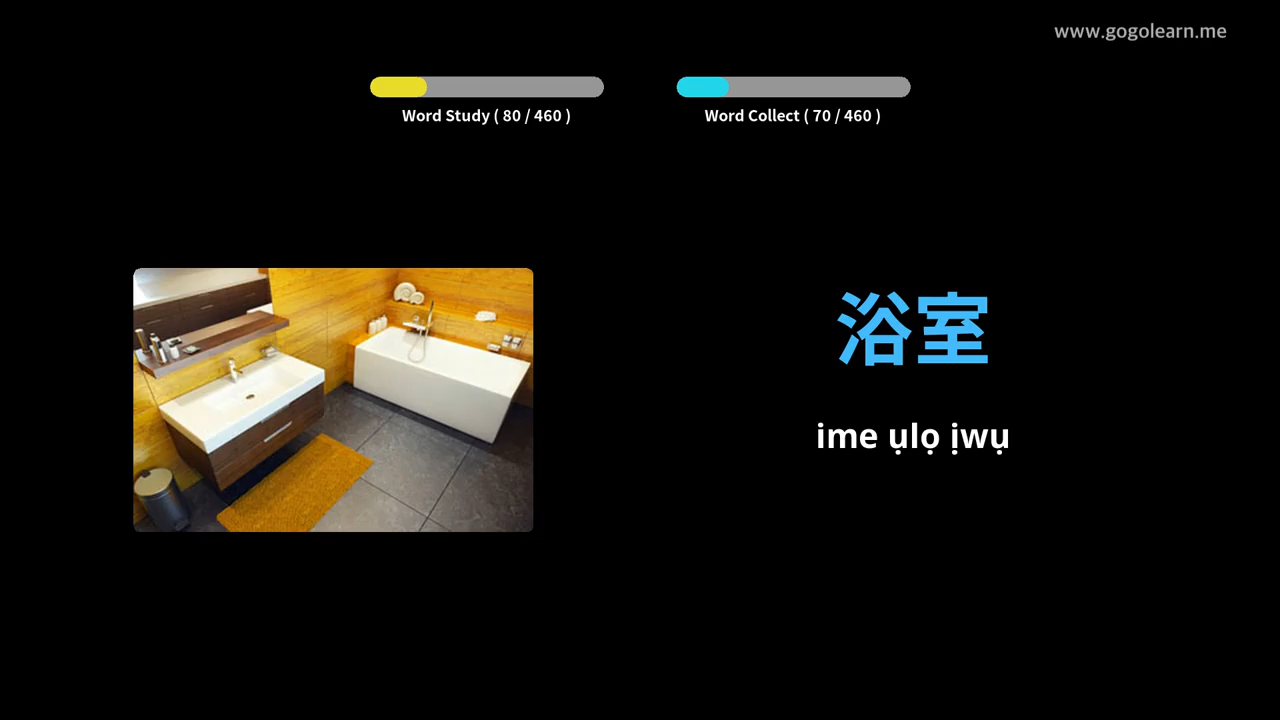 www.gogolearn.me
Word Study ( 80 / 460 )
Word Collect ( 70 / 460 )
浴室
ime ụlọ ịwụ